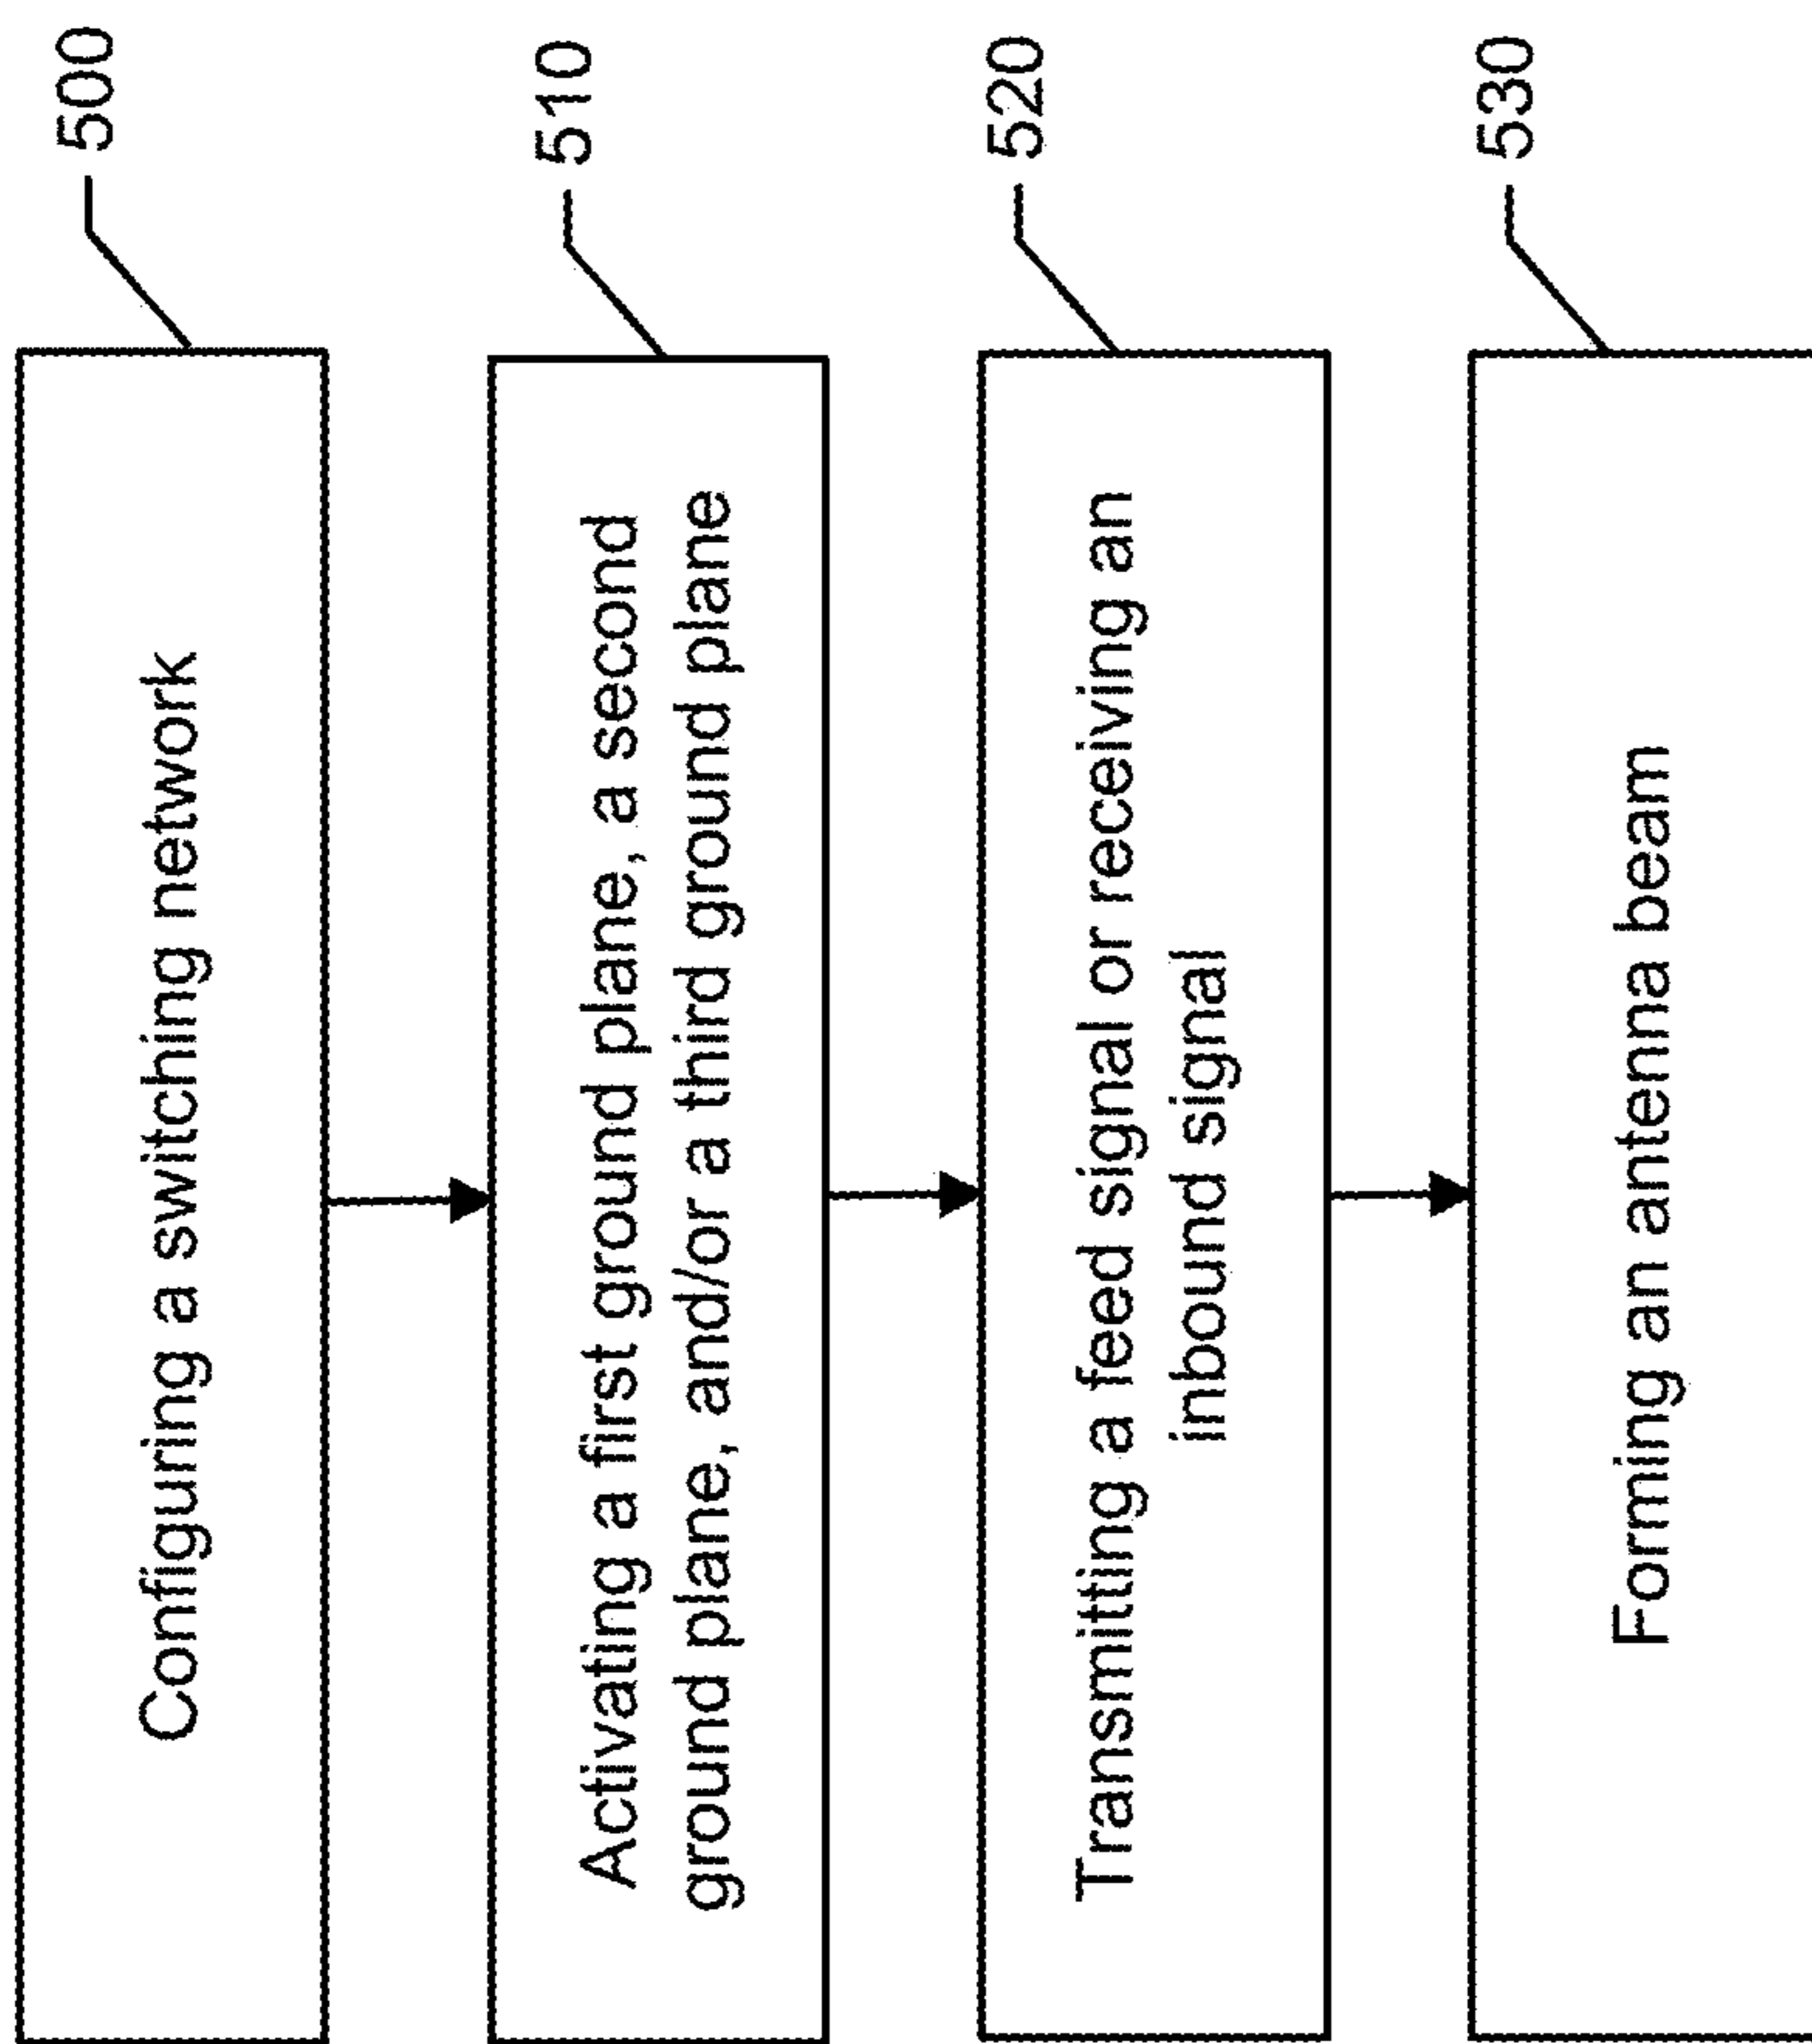 500
Configuring a switching network
510
Activating a first ground plane, a second
ground plane, and/or a third ground plane
520
Transmitting a feed signal or receiving an
inbound signal
530
Forming an antenna beam